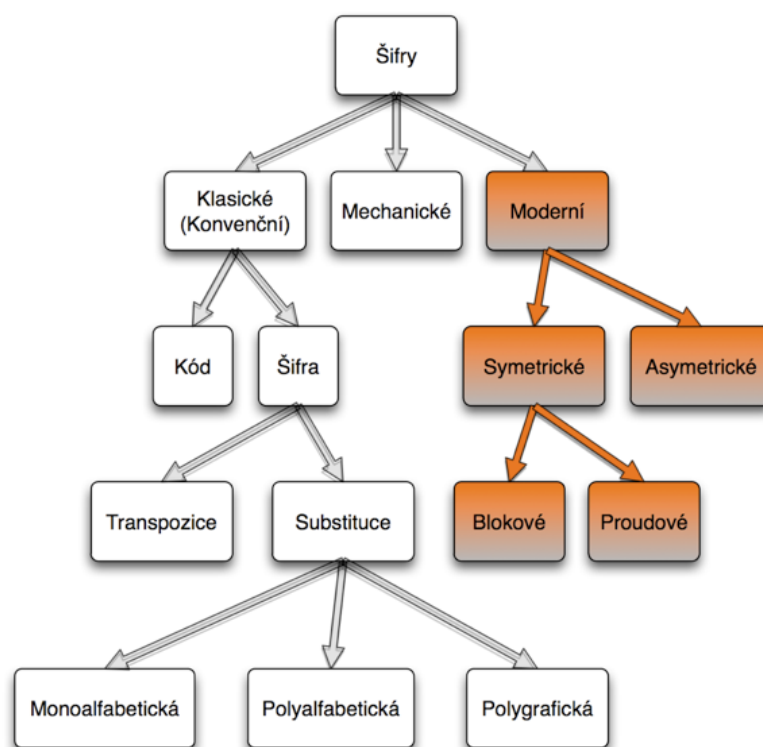 Šifry
Klasické
(Konvenční)
Mechanické
Moderní
Kód
Šifra
Symetrické
Asymetrické
Transpozice
Substituce
Blokové
Proudové
Monoalfabetická
Polyalfabetická
Polygrafická